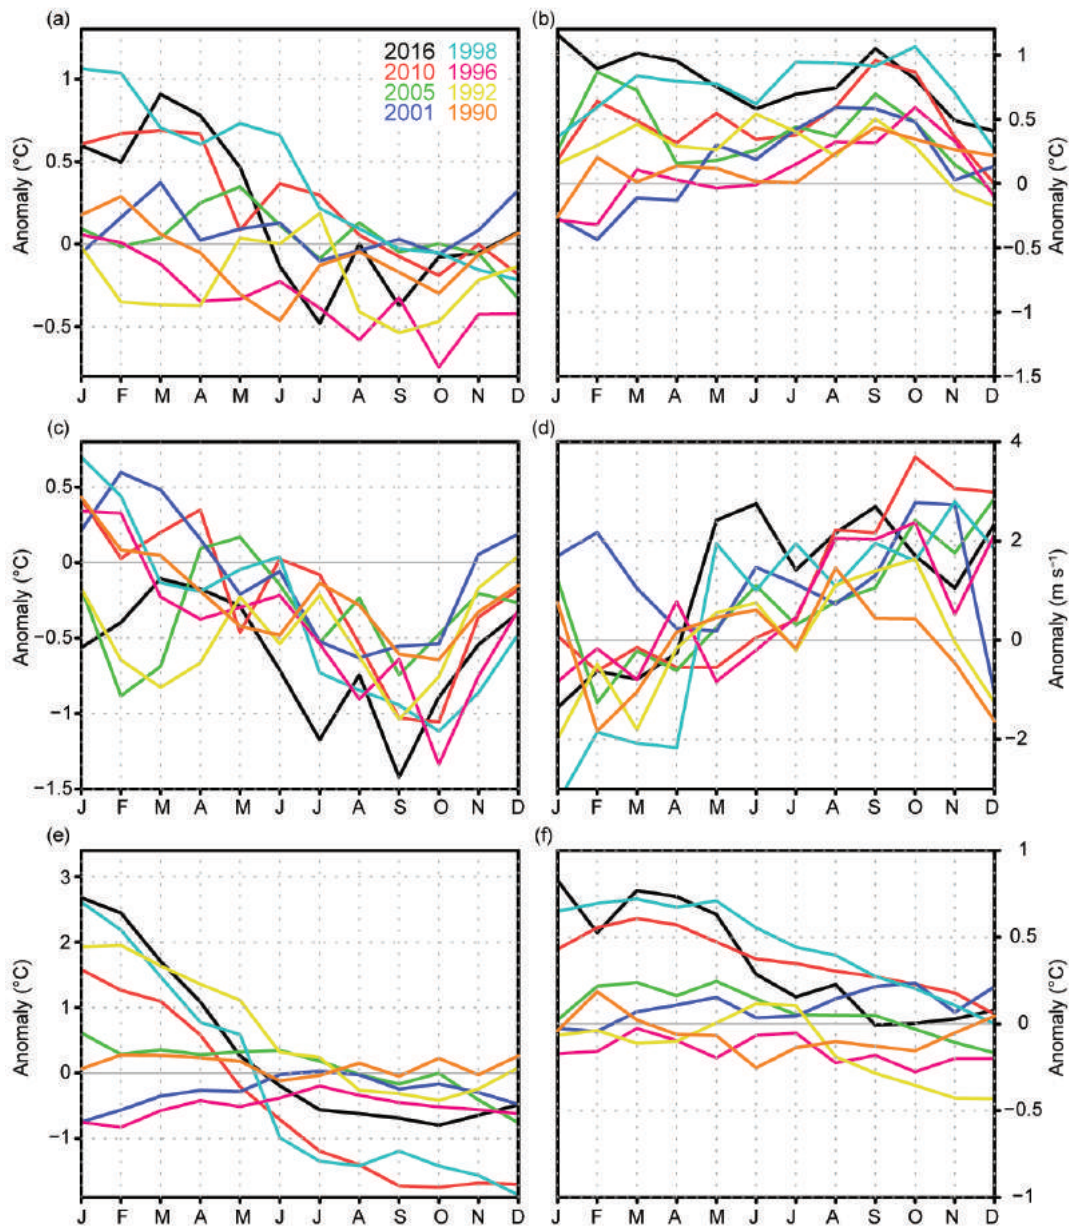 (a)
(b)
2016 1998
2010 1996
2005 1992
2001 1990
Anomaly (°C)
1
0.5
0
−0.5
J F M A M J J A S O N D
1
0.5
0
−0.5
−1
−1.5
Anomaly (°C)
J F M A M J J A S O N D
(c)
(d)
Anomaly (°C)
0.5
0
−0.5
−1
−1.5
J F M A M J J A S O N D
4
2
0
−2
Anomaly (m s⁻¹)
J F M A M J J A S O N D
(e)
(f)
Anomaly (°C)
3
2
1
0
−1
J F M A M J J A S O N D
1
0.5
0
−0.5
−1
Anomaly (°C)
J F M A M J J A S O N D